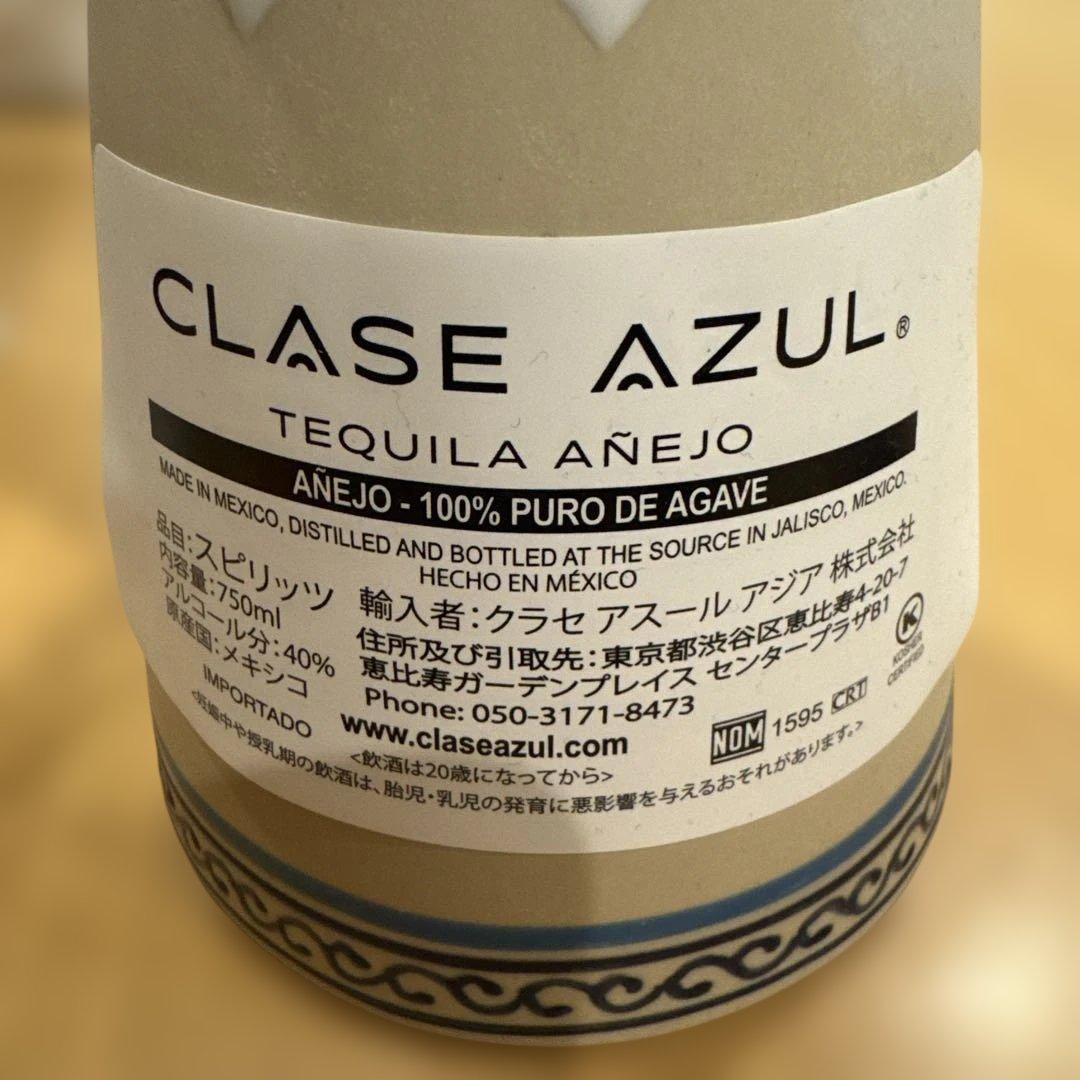 CLASE AZUL®
TEQUILA AÑEJO
AÑEJO - 100% PURO DE AGAVE
MADE IN MEXICO, DISTILLED AND BOTTLED AT THE SOURCE IN JALISCO, MEXICO.
HECHO EN MÉXICO
品目:スピリッツ
内容量:750ml
アルコール分:40%
原産国:メキシコ
IMPORTADO
輸入者:クラセ アスール アジア 株式会社
住所及び引取先:東京都渋谷区恵比寿4-20-7
恵比寿ガーデンプレイス センタープラザB1
Phone: 050-3171-8473
www.claseazul.com
K
KOSHER
CERTIFIED
NOM 1595 CRT
<飲酒は20歳になってから>
<妊娠中や授乳期の飲酒は、胎児・乳児の発育に悪影響を与えるおそれがあります。>